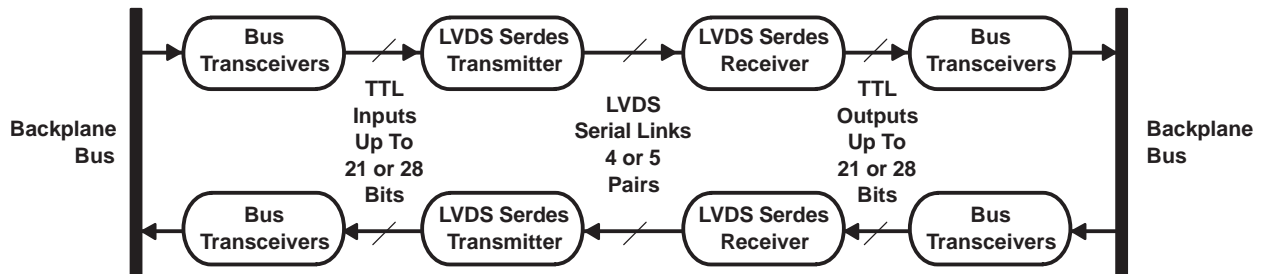 Bus
Transceivers
LVDS Serdes
Transmitter
LVDS Serdes
Receiver
Bus
Transceivers
Backplane
Bus
TTL
Inputs
Up To
21 or 28
Bits
LVDS
Serial Links
4 or 5
Pairs
TTL
Outputs
Up To
21 or 28
Bits
Backplane
Bus
Bus
Transceivers
LVDS Serdes
Transmitter
LVDS Serdes
Receiver
Bus
Transceivers